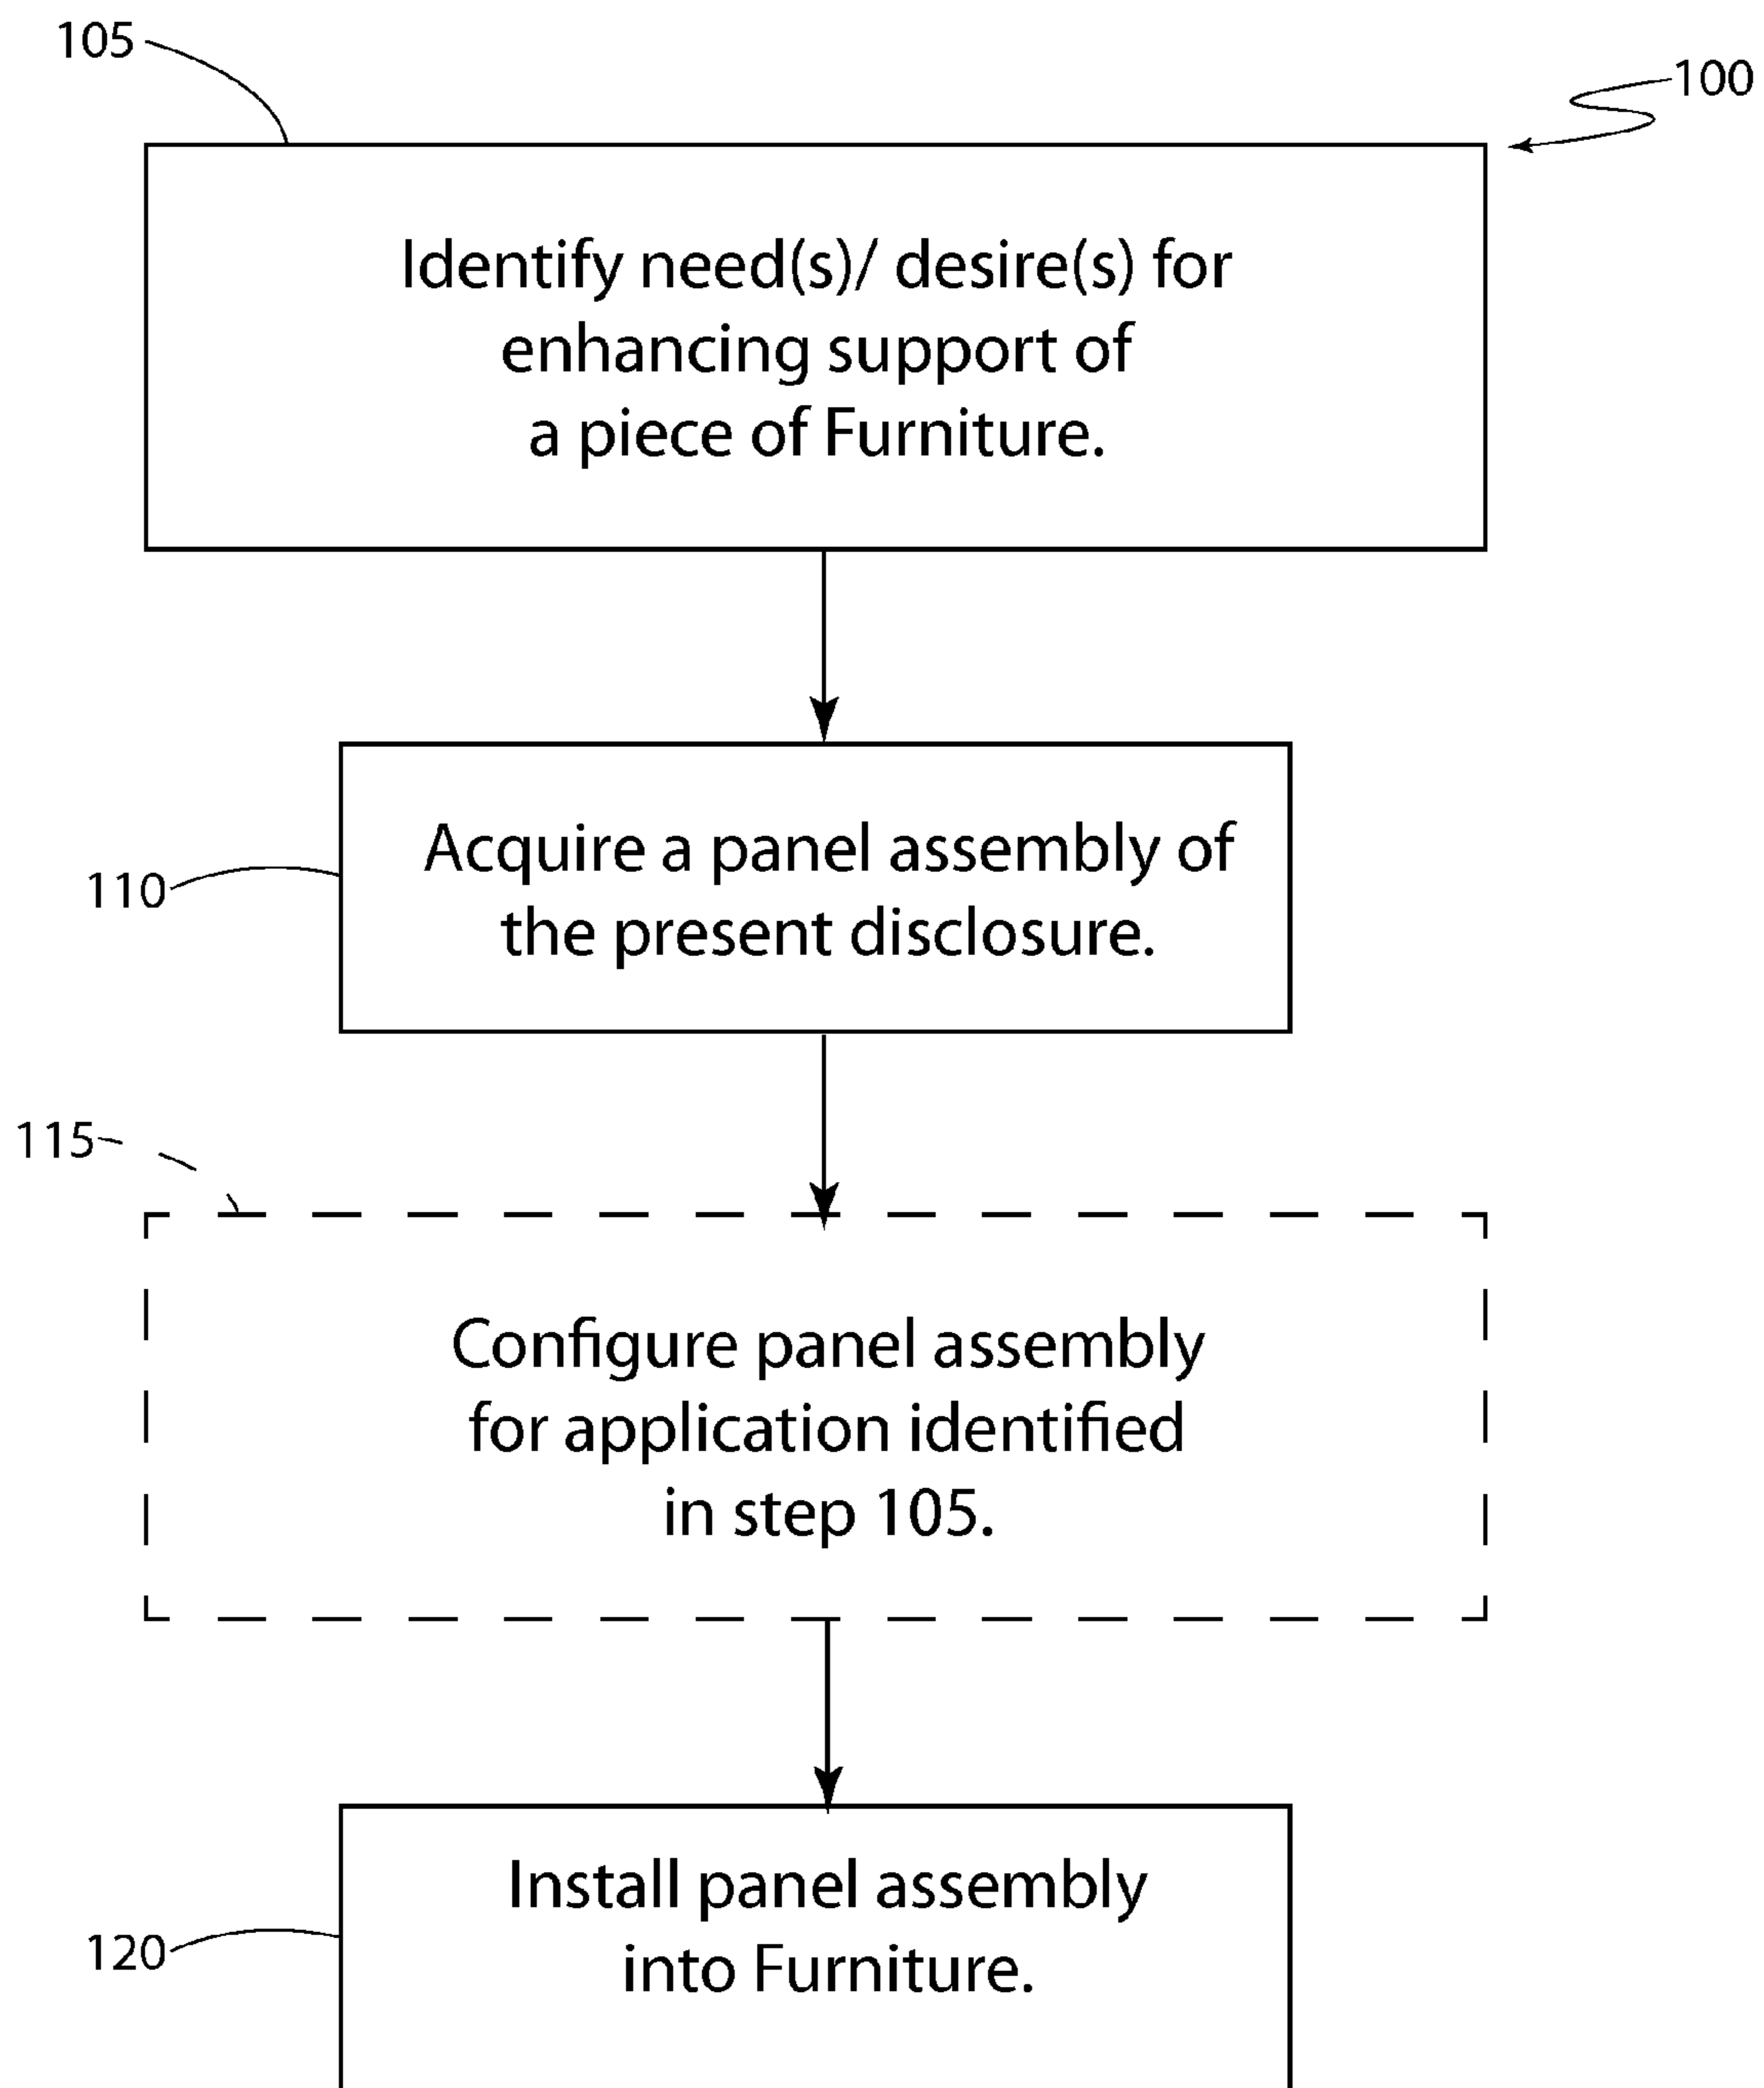 105
100
Identify need(s)/ desire(s) for
enhancing support of
a piece of Furniture.
110
Acquire a panel assembly of
the present disclosure.
115
Configure panel assembly
for application identified
in step 105.
120
Install panel assembly
into Furniture.